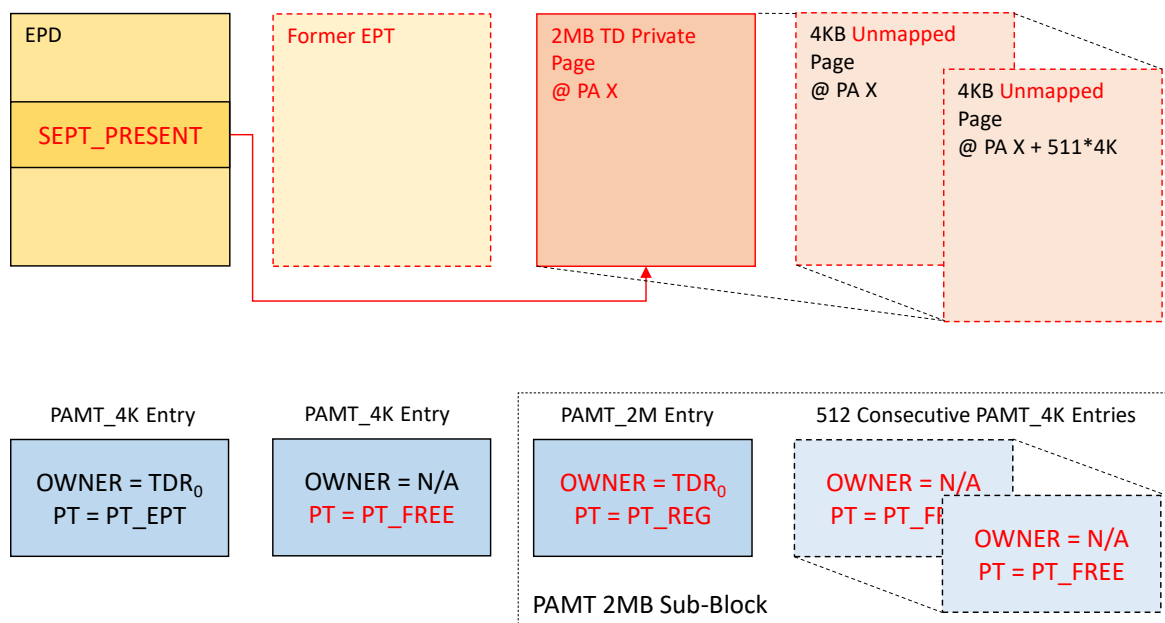 EPD
SEPT_PRESENT
Former EPT
2MB TD Private
Page
@ PA X
4KB Unmapped
Page
@ PA X
4KB Unmapped
Page
@ PA X + 511*4K
PAMT_4K Entry
OWNER = TDR0
PT = PT_EPT
PAMT_4K Entry
OWNER = N/A
PT = PT_FREE
PAMT_2M Entry
OWNER = TDR0
PT = PT_REG
512 Consecutive PAMT_4K Entries
OWNER = N/A
PT =
OWNER = N/A
PT = PT_FREE
PAMT 2MB Sub-Block